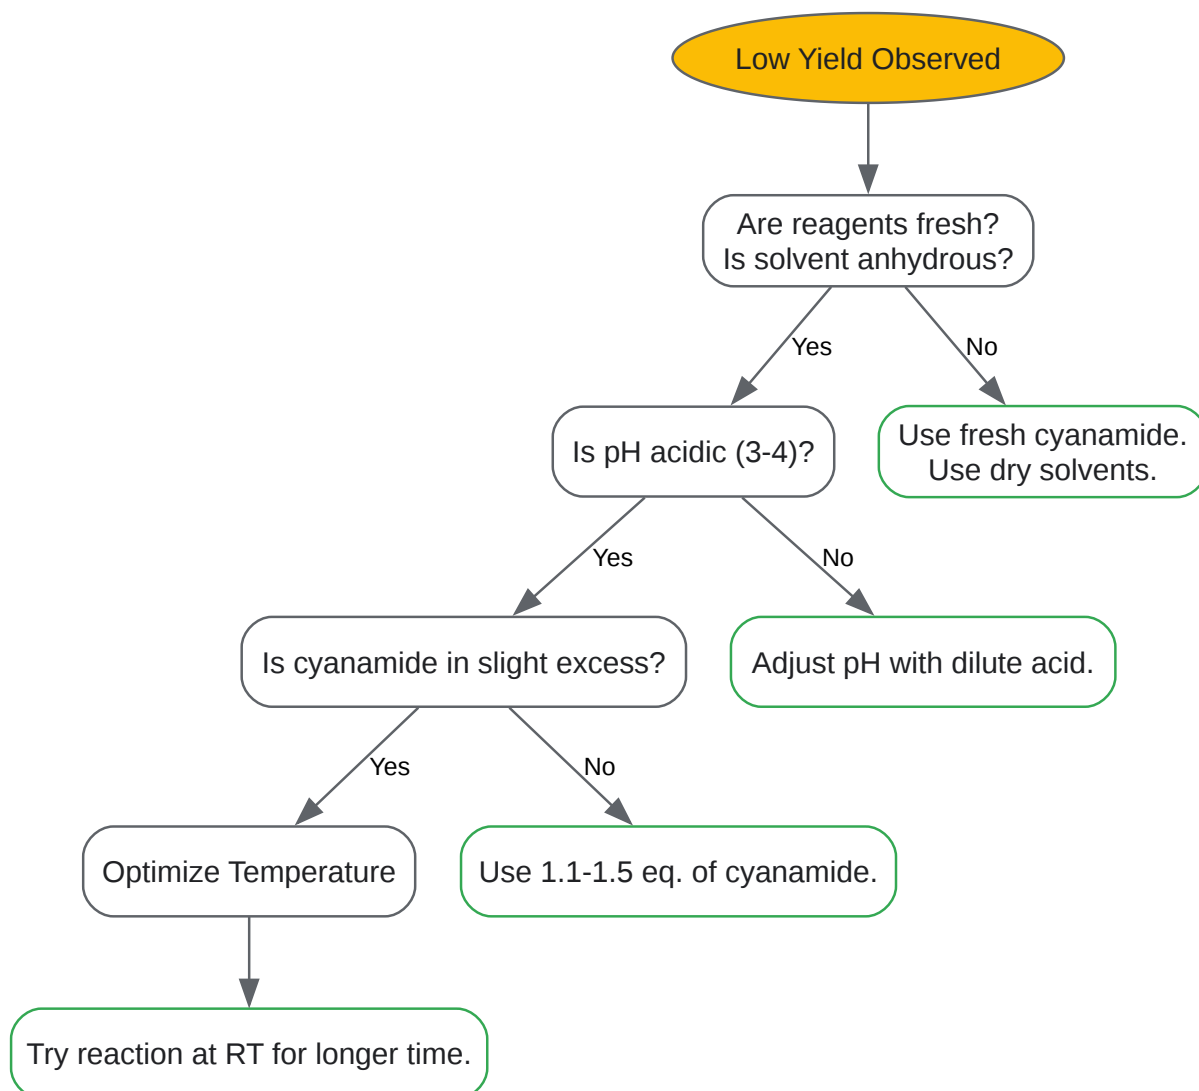 Low Yield Observed
Are reagents fresh?
Is solvent anhydrous?
Yes
No
Is pH acidic (3-4)?
Use fresh cyanamide.
Use dry solvents.
Yes
No
Is cyanamide in slight excess?
Adjust pH with dilute acid.
Yes
No
Optimize Temperature
Use 1.1-1.5 eq. of cyanamide.
Try reaction at RT for longer time.